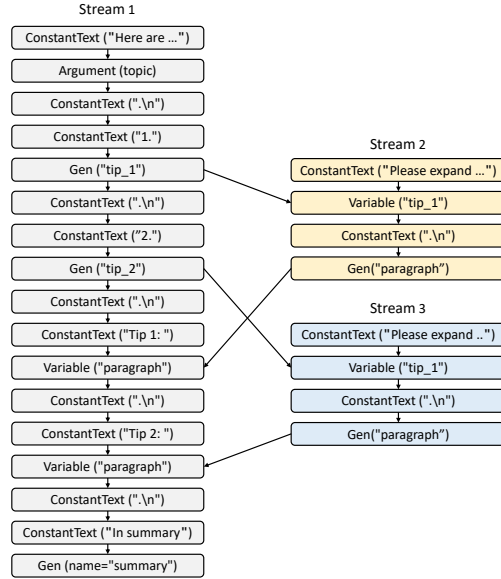 Stream 1
ConstantText ("Here are …")
Argument (topic)
ConstantText (".\n")
ConstantText ("1.")
Gen ("tip_1")
ConstantText (".\n")
ConstantText ("2.")
Gen ("tip_2")
ConstantText (".\n")
ConstantText ("Tip 1: ")
Variable ("paragraph")
ConstantText (".\n")
ConstantText ("Tip 2: ")
Variable ("paragraph")
ConstantText (".\n")
ConstantText ("In summary")
Gen (name="summary")
Stream 2
ConstantText ("Please expand …")
Variable ("tip_1")
ConstantText (".\n")
Gen("paragraph”)
Stream 3
ConstantText ("Please expand ..")
Variable ("tip_1")
ConstantText (".\n")
Gen("paragraph”)